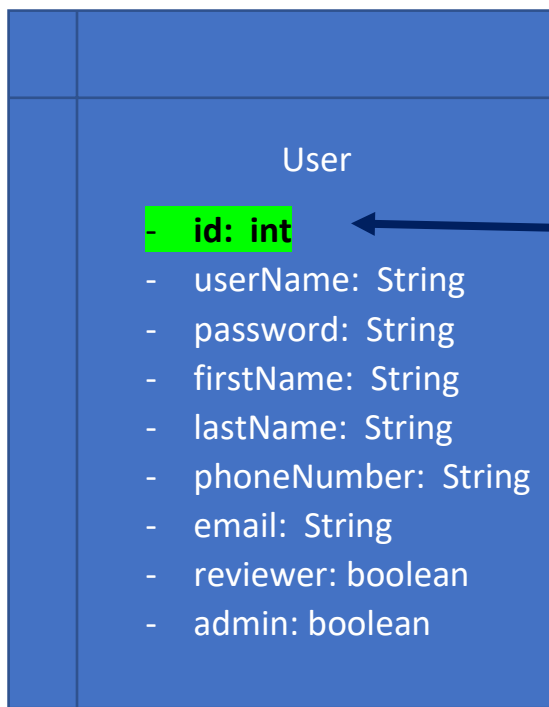 User
- id: int
- userName: String
- password: String
- firstName: String
- lastName: String
- phoneNumber: String
- email: String
- reviewer: boolean
- admin: boolean